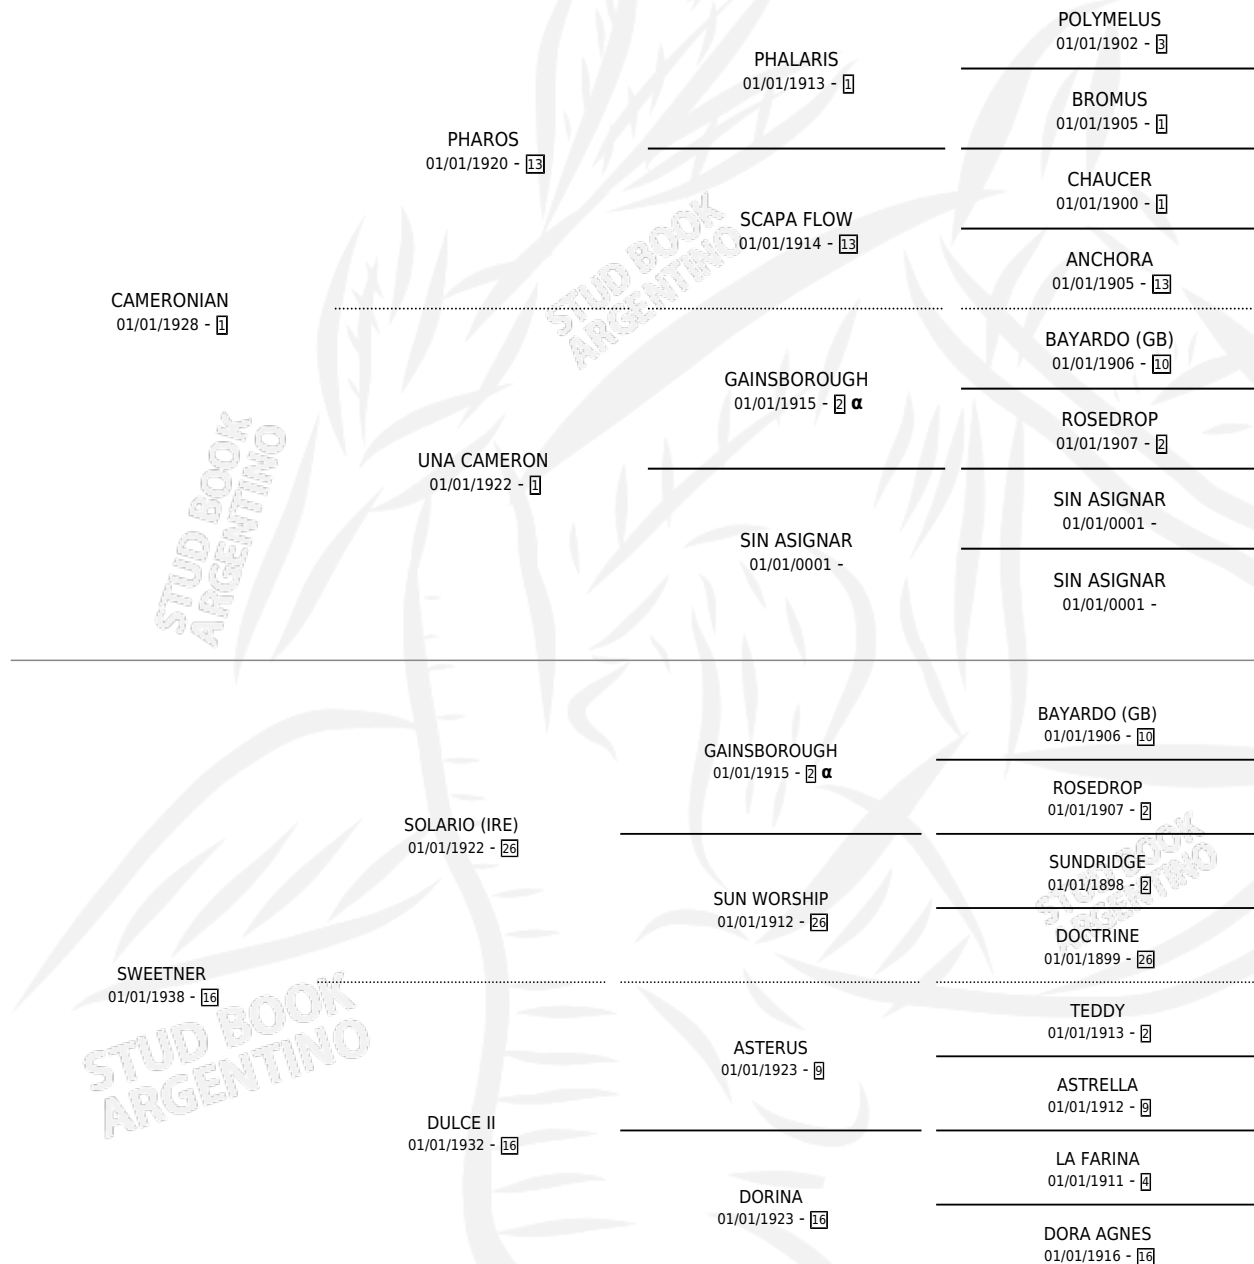 POLYMELUS
01/01/1902 - 3
PHALARIS
01/01/1913 - 1
BROMUS
01/01/1905 - 1
PHAROS
01/01/1920 - 13
CHAUCER
01/01/1900 - 1
SCAPA FLOW
01/01/1914 - 13
ANCHORA
01/01/1905 - 13
STUD BOOK
ARGENTINO
CAMERONIAN
01/01/1928 - 1
BAYARDO (GB)
01/01/1906 - 10
GAINSBOROUGH
01/01/1915 - 2 α
ROSEDROP
01/01/1907 - 2
UNA CAMERON
01/01/1922 - 1
SIN ASIGNAR
01/01/0001 -
SIN ASIGNAR
01/01/0001 -
SIN ASIGNAR
01/01/0001 -
STUD BOOK
ARGENTINO
BAYARDO (GB)
01/01/1906 - 10
GAINSBOROUGH
01/01/1915 - 2 α
ROSEDROP
01/01/1907 - 2
SOLARIO (IRE)
01/01/1922 - 26
SUNDRIDGE
01/01/1898 - 2
SUN WORSHIP
01/01/1912 - 26
DOCTRINE
01/01/1899 - 26
STUD BOOK
ARGENTINO
SWEETNER
01/01/1938 - 16
TEDDY
01/01/1913 - 2
ASTERUS
01/01/1923 - 9
ASTRELLA
01/01/1912 - 9
STUD BOOK
ARGENTINO
DULCE II
01/01/1932 - 16
LA FARINA
01/01/1911 - 4
DORINA
01/01/1923 - 16
DORA AGNES
01/01/1916 - 16